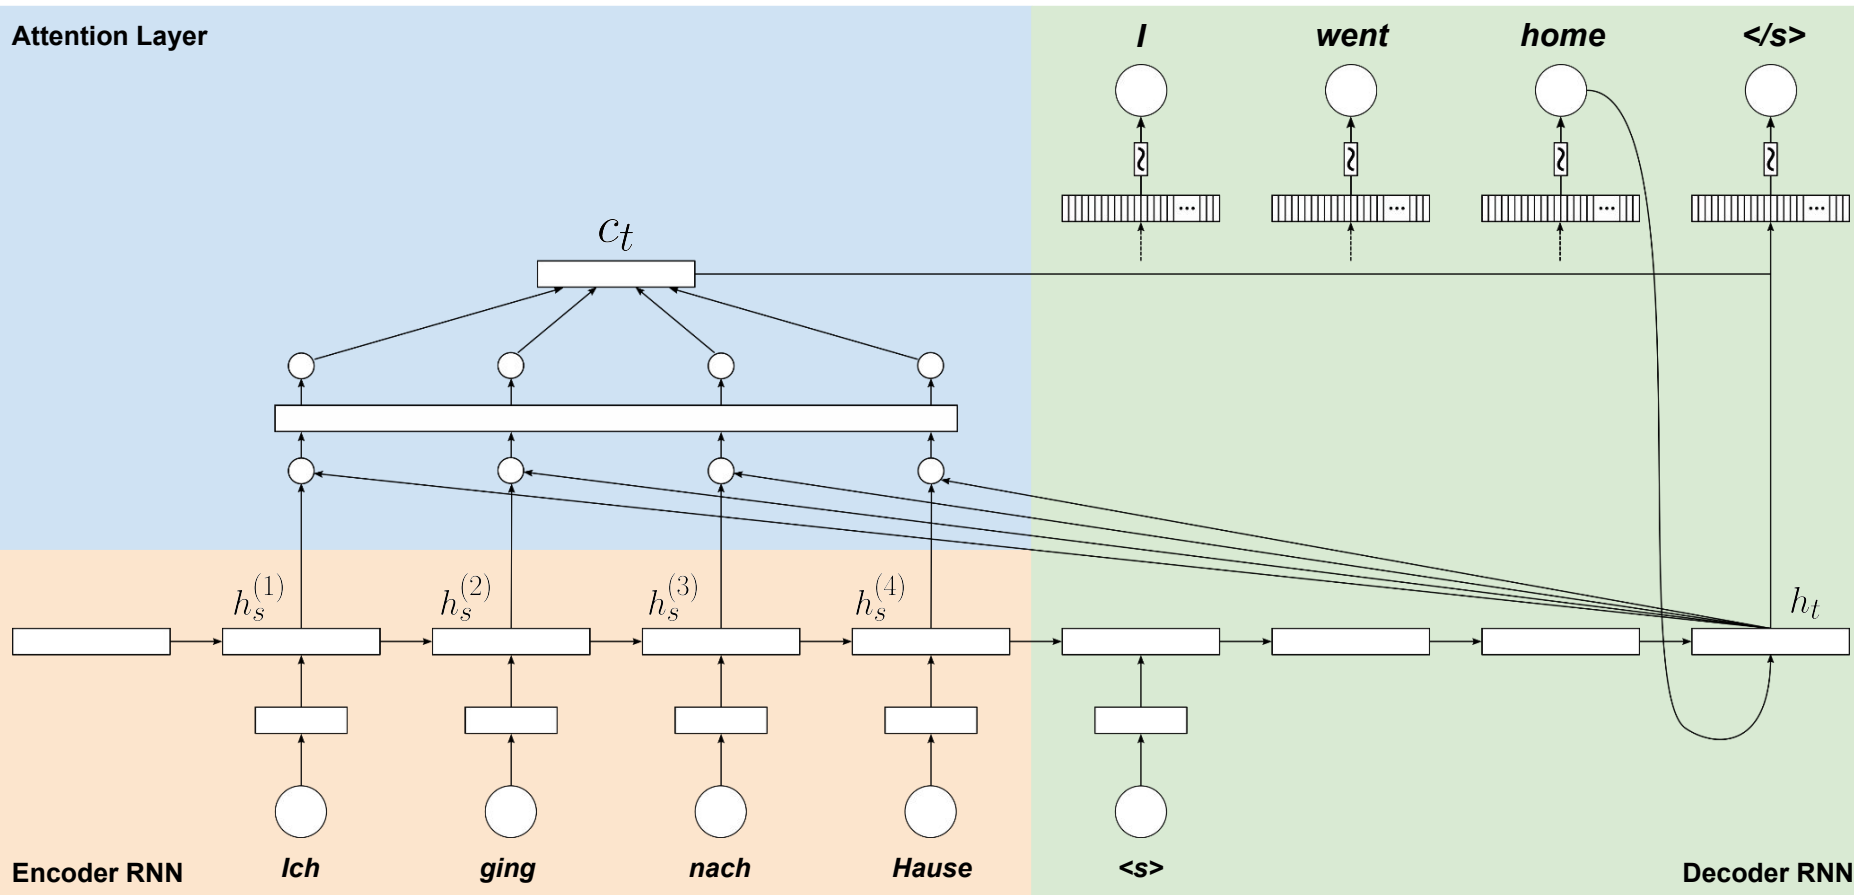 Attention Layer
I went home </s>
...
...
...
...
c_t
h_s^{(1)} h_s^{(2)} h_s^{(3)} h_s^{(4)} h_t
Ich ging nach Hause <s>
Encoder RNN
Decoder RNN